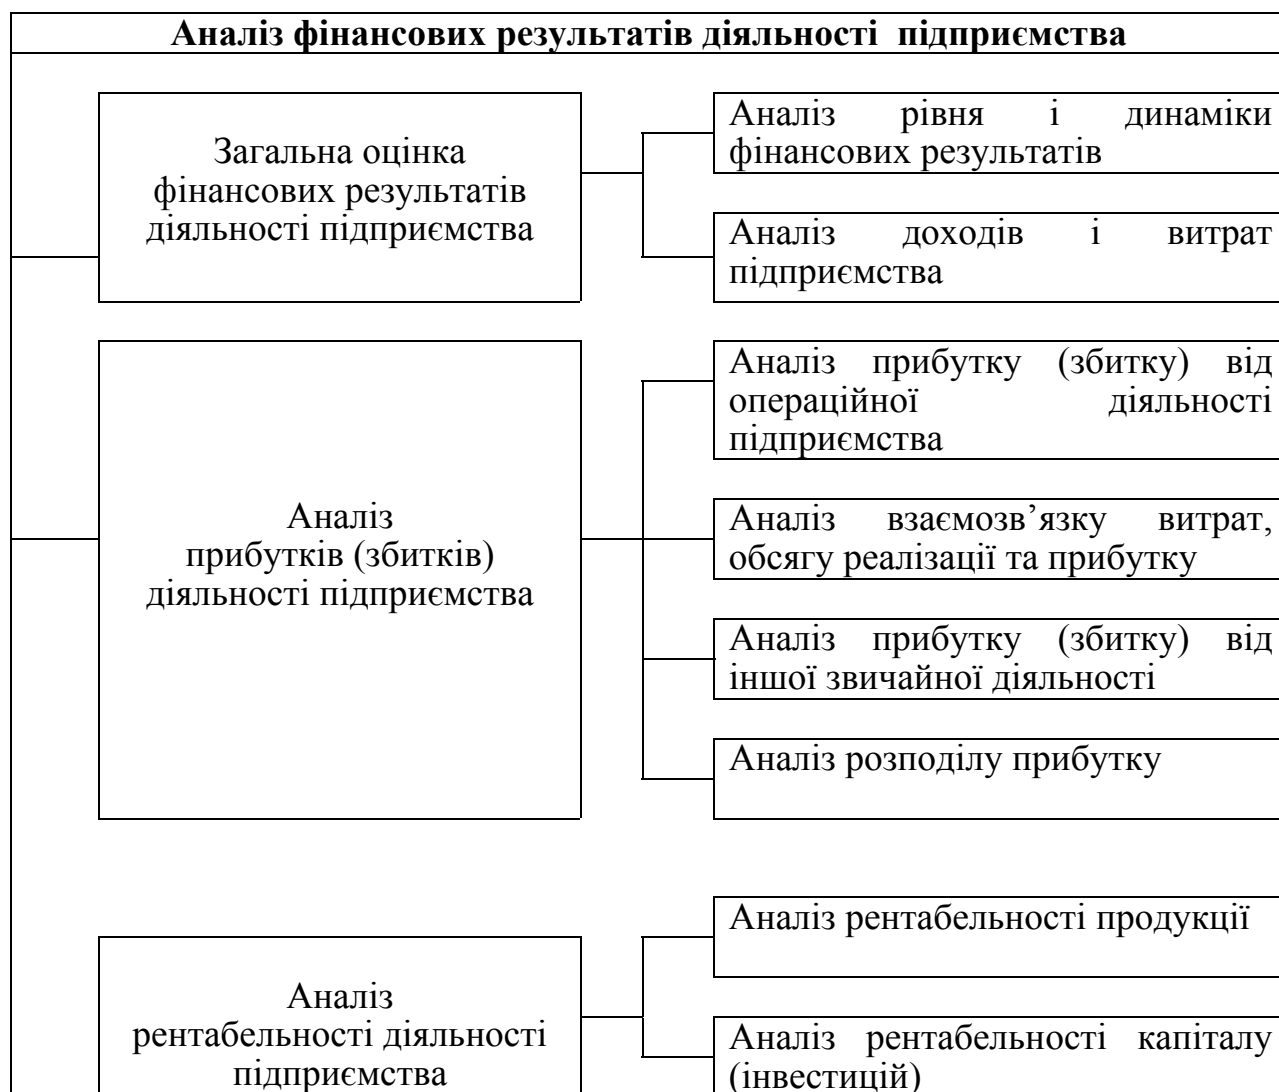 Аналіз фінансових результатів діяльності підприємства
Загальна оцінка
фінансових результатів
діяльності підприємства
Аналіз рівня і динаміки
фінансових результатів
Аналіз доходів і витрат
підприємства
Аналіз
прибутків (збитків)
діяльності підприємства
Аналіз прибутку (збитку) від
операційної діяльності
підприємства
Аналіз взаємозв’язку витрат,
обсягу реалізації та прибутку
Аналіз прибутку (збитку) від
іншої звичайної діяльності
Аналіз розподілу прибутку
Аналіз
рентабельності діяльності
підприємства
Аналіз рентабельності продукції
Аналіз рентабельності капіталу
(інвестицій)